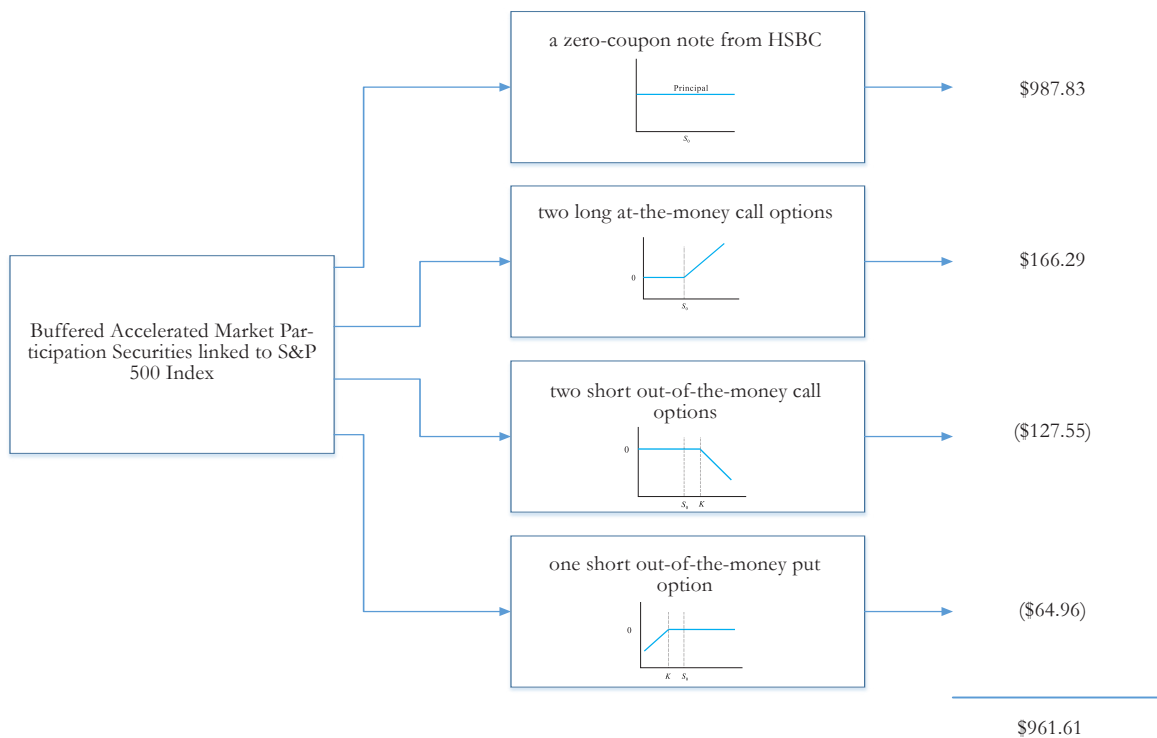 a zero-coupon note from HSBC
Principal
S₀
$987.83
two long at-the-money call options
0
S₀
$166.29
Buffered Accelerated Market Par-
ticipation Securities linked to S&P
500 Index
two short out-of-the-money call
options
0
S₀ K
($127.55)
one short out-of-the-money put
option
0
K S₀
($64.96)
$961.61